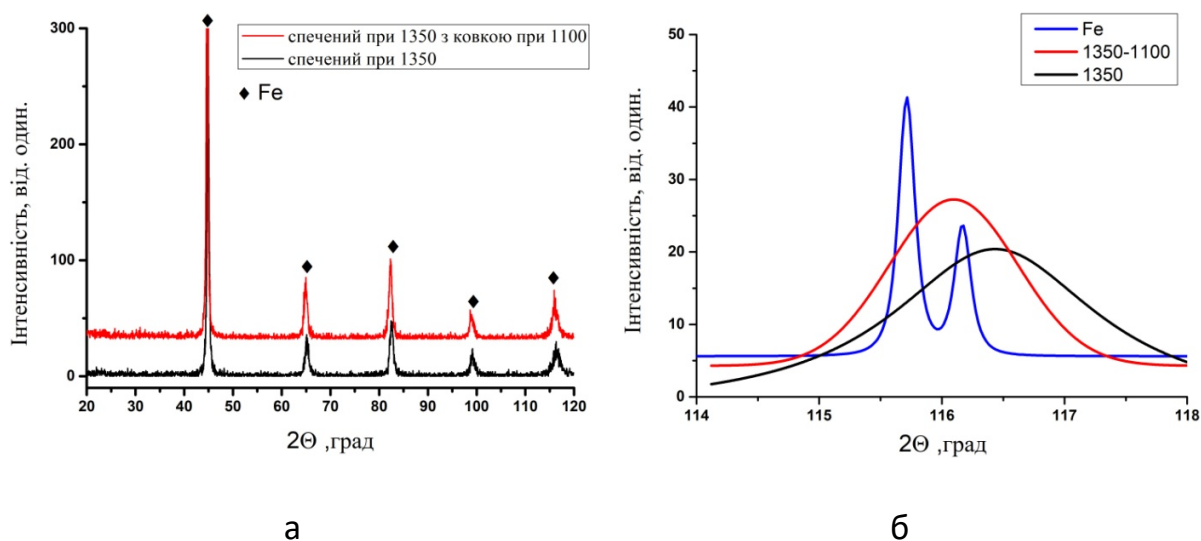 спечений при 1350 з ковкою при 1100
спечений при 1350
Fe
Інтенсивність, від. один.
300
200
100
0
20 30 40 50 60 70 80 90 100 110 120
2Θ ,град
а
Fe
1350-1100
1350
Інтенсивність, від. один.
50
40
30
20
10
0
114 115 116 117 118
2Θ ,град
б